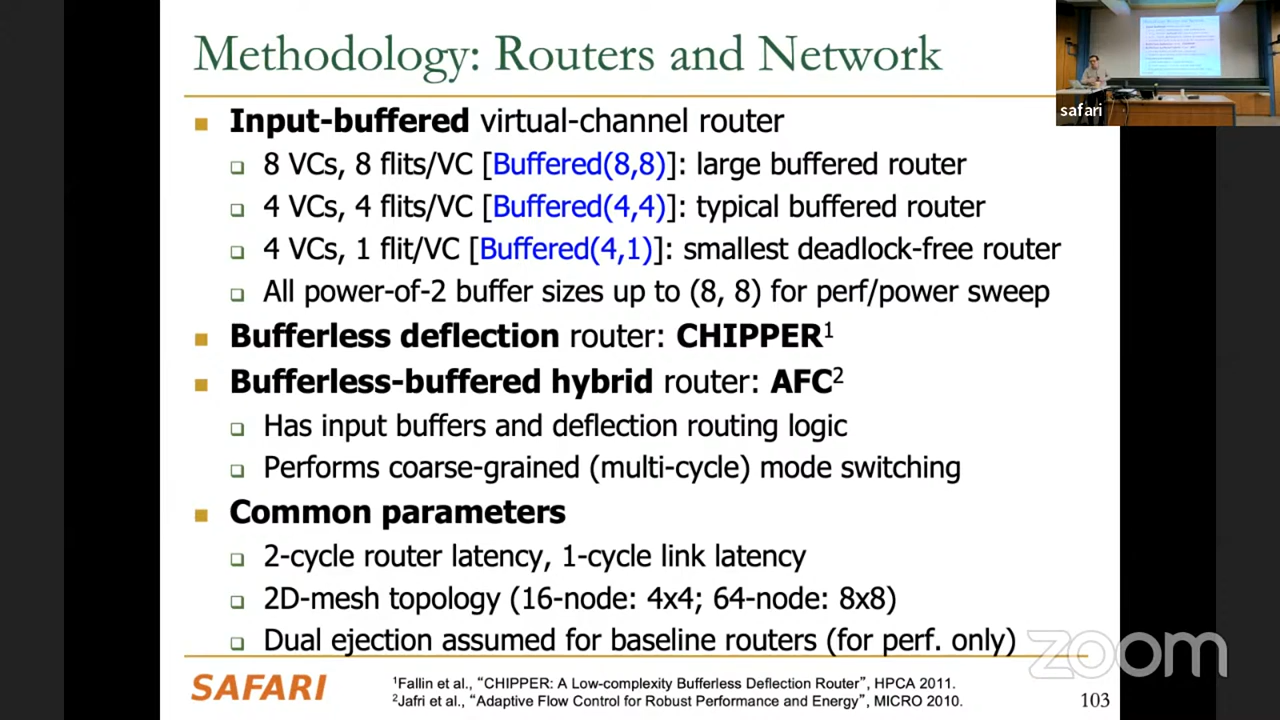 Methodology, Routers and Network
Input-buffered virtual-channel router
8 VCs, 8 flits/VC [Buffered(8,8)]: large buffered router
4 VCs, 4 flits/VC [Buffered(4,4)]: typical buffered router
4 VCs, 1 flit/VC [Buffered(4,1)]: smallest deadlock-free router
All power-of-2 buffer sizes up to (8, 8) for perf/power sweep
Bufferless deflection router: CHIPPER¹
Bufferless-buffered hybrid router: AFC²
Has input buffers and deflection routing logic
Performs coarse-grained (multi-cycle) mode switching
Common parameters
2-cycle router latency, 1-cycle link latency
2D-mesh topology (16-node: 4x4; 64-node: 8x8)
Dual ejection assumed for baseline routers (for perf. only)
SAFARI
¹Fallin et al., “CHIPPER: A Low-complexity Bufferless Deflection Router”, HPCA 2011.
²Jafri et al., “Adaptive Flow Control for Robust Performance and Energy”, MICRO 2010.
103
safari
zoom